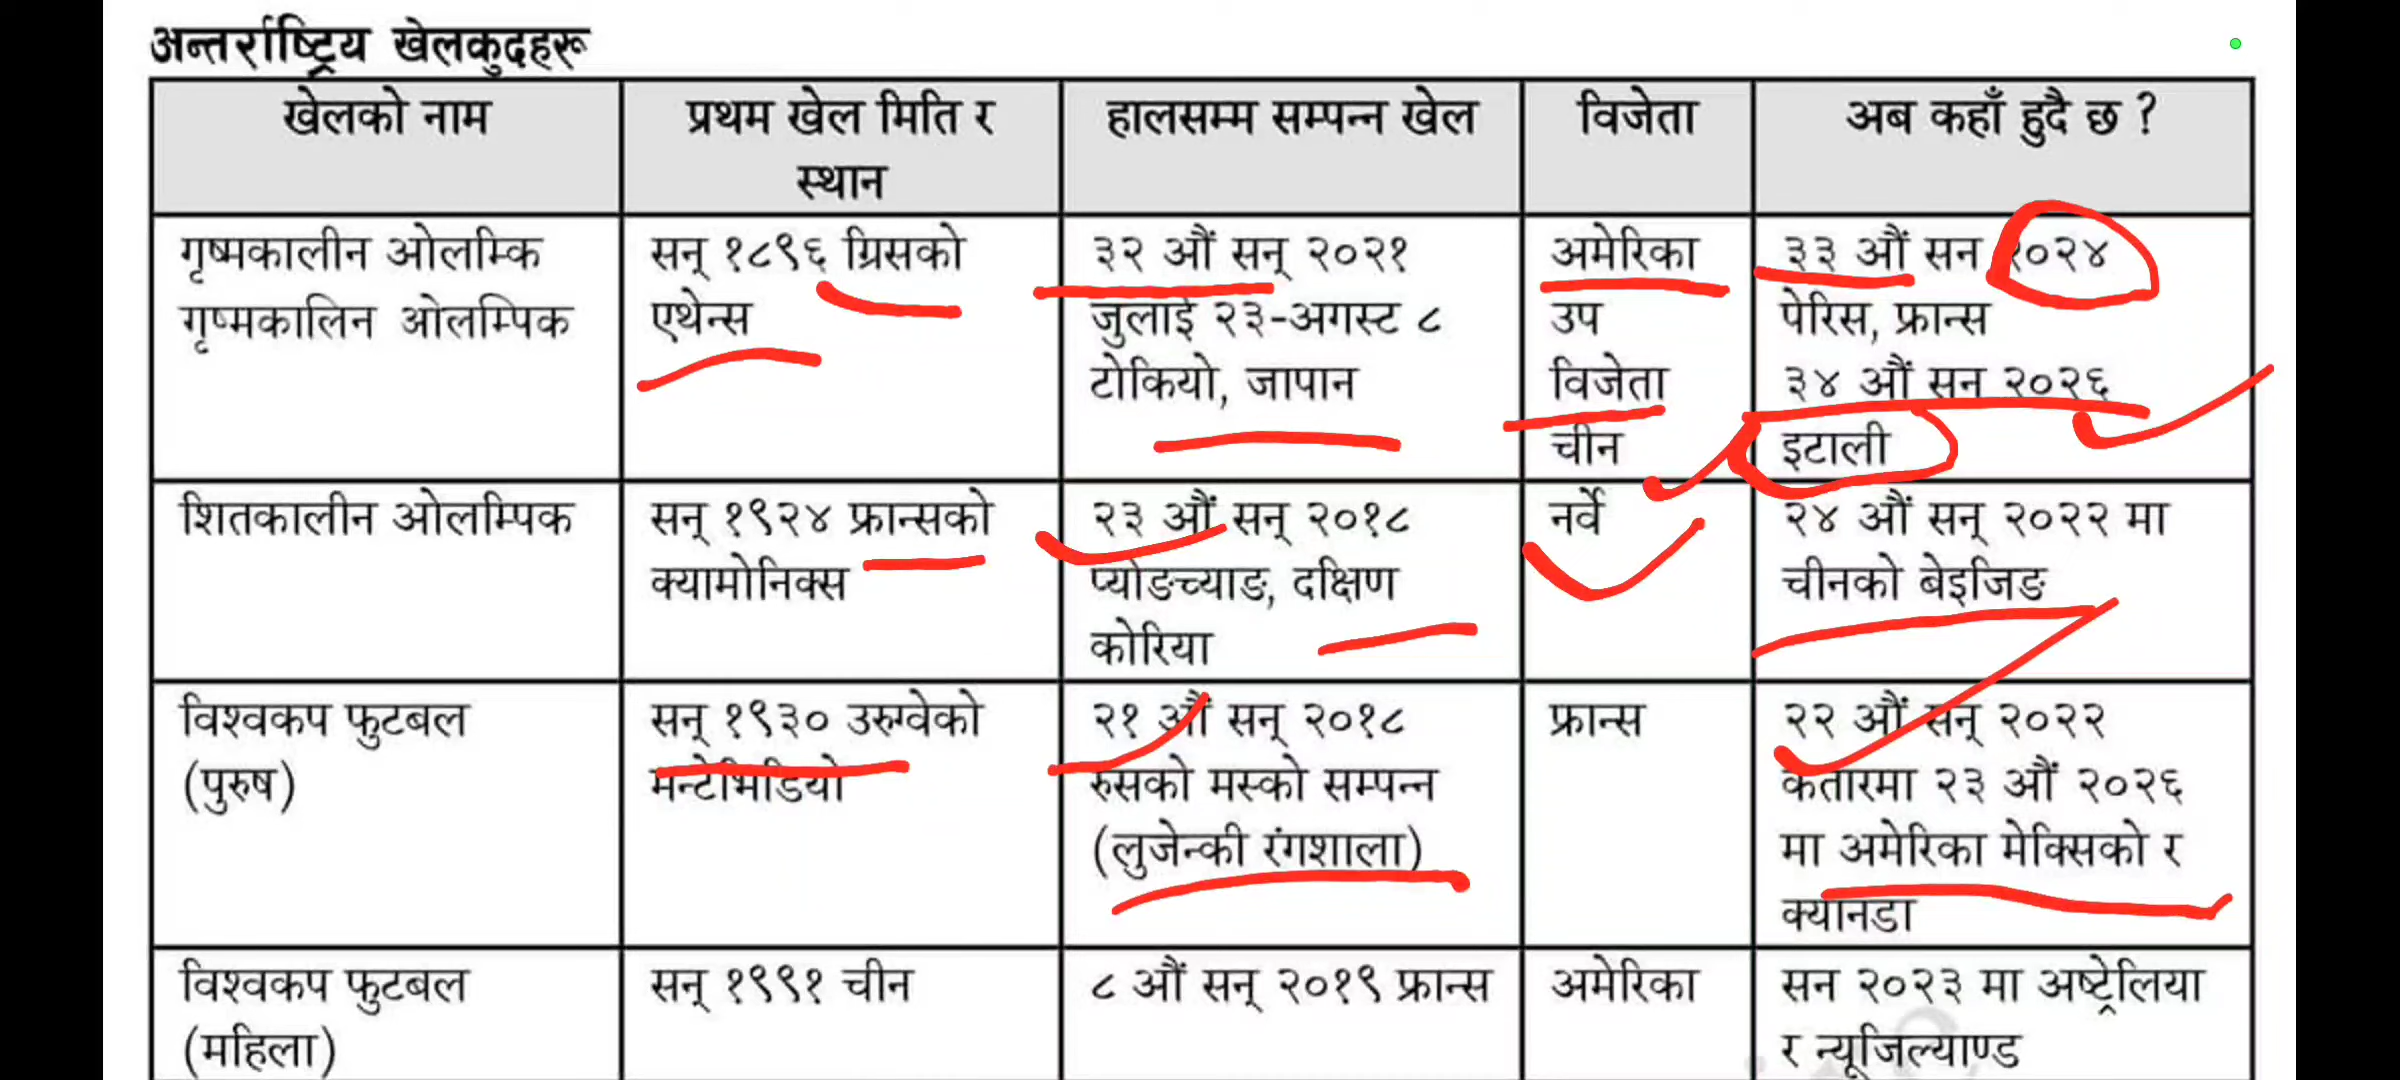 अन्तर्राष्ट्रिय खेलकुदहरू
खेलको नाम
प्रथम खेल मिति र
स्थान
हालसम्म सम्पन्न खेल
विजेता
अब कहाँ हुदै छ ?
गृष्मकालीन ओलम्कि
गृष्मकालिन ओलम्पिक
सन् १८९६ ग्रिसको
एथेन्स
३२ औं सन् २०२१
जुलाई २३-अगस्ट ८
टोकियो, जापान
अमेरिका
उप
विजेता
चीन
३३ औं सन २०२४
पेरिस, फ्रान्स
३४ औं सन २०२६
इटाली
शितकालीन ओलम्पिक
सन् १९२४ फ्रान्सको
क्यामोनिक्स
२३ औं सन् २०१८
प्योङच्याङ, दक्षिण
कोरिया
नर्वे
२४ औं सन् २०२२ मा
चीनको बेइजिङ
विश्वकप फुटबल
(पुरुष)
सन् १९३० उरुग्वेको
मन्टेभिडियो
२१ औं सन् २०१८
रुसको मस्को सम्पन्न
(लुजेन्की रंगशाला)
फ्रान्स
२२ औं सन् २०२२
कतारमा २३ औं २०२६
मा अमेरिका मेक्सिको र
क्यानडा
विश्वकप फुटबल
(महिला)
सन् १९९१ चीन
८ औं सन् २०१९ फ्रान्स
अमेरिका
सन २०२३ मा अष्ट्रेलिया
र न्यूजिल्याण्ड